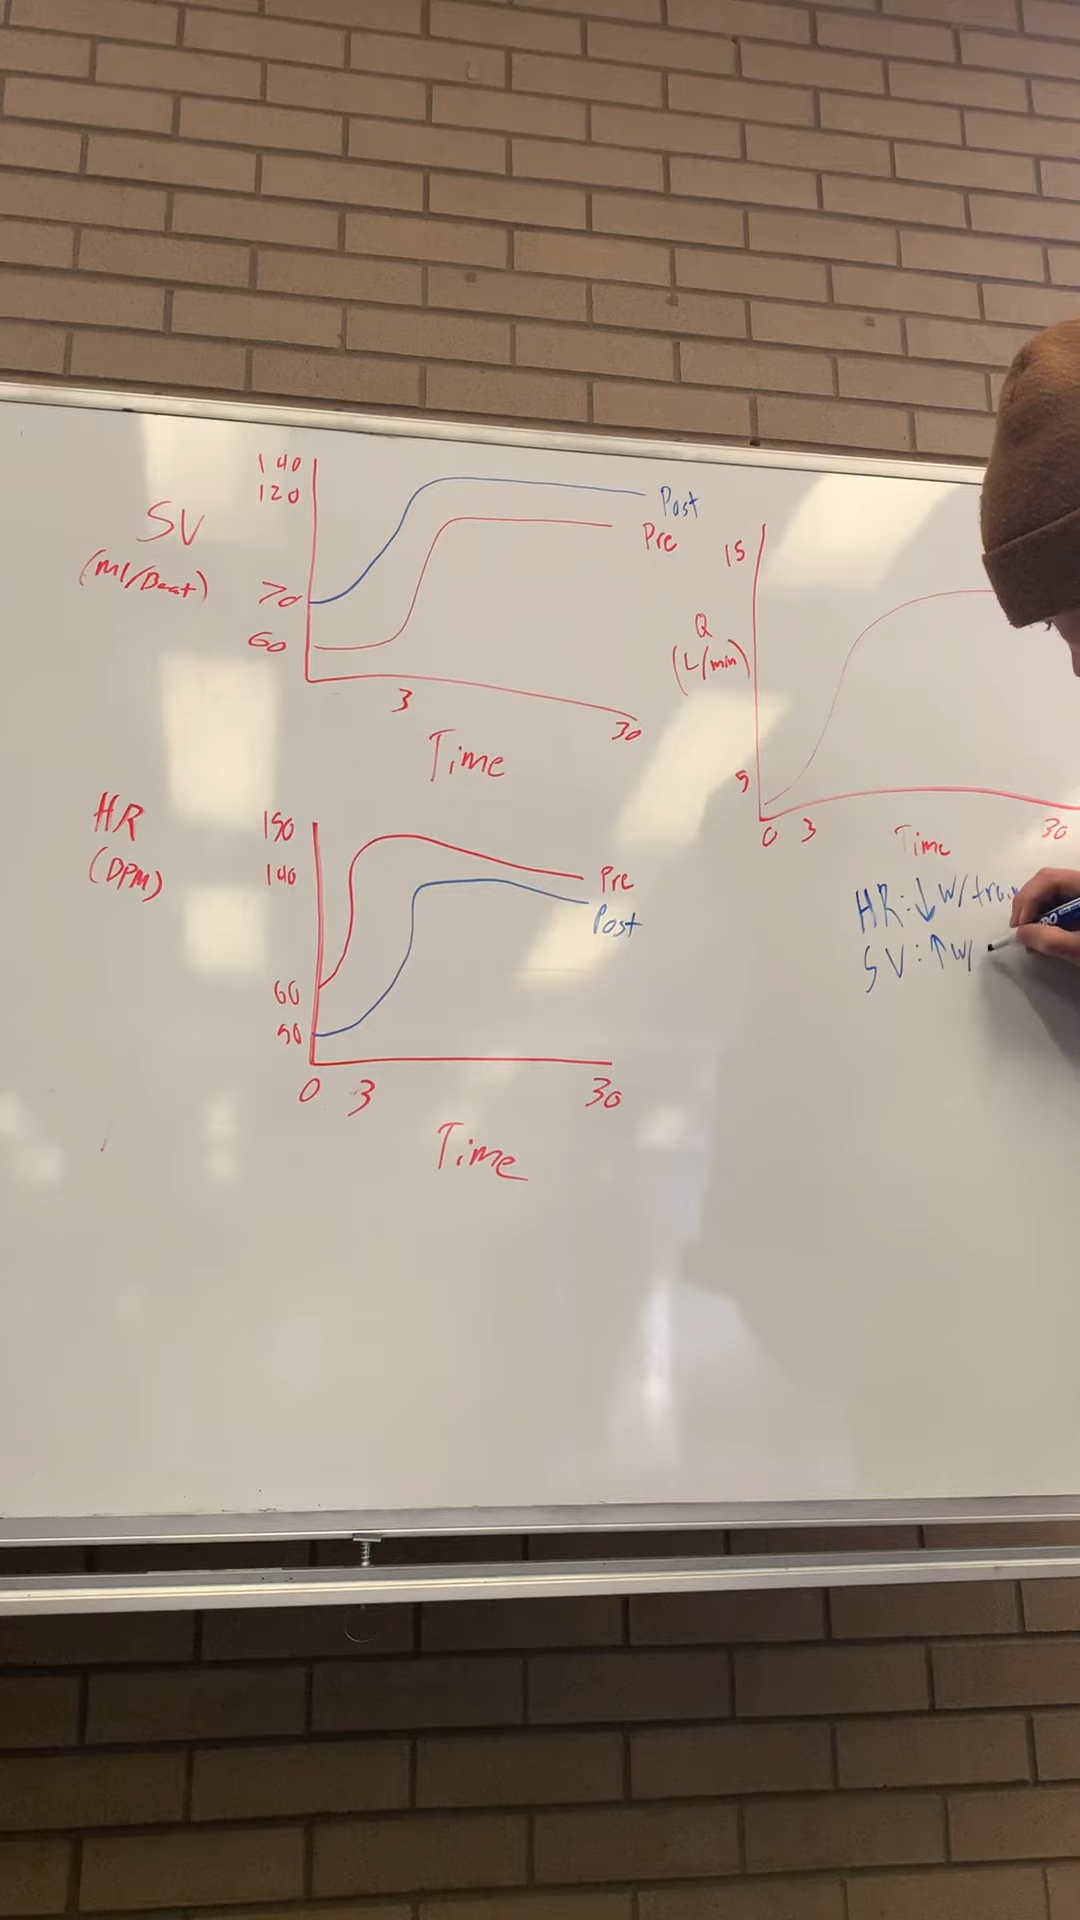 140
120
SV
(Ml/Beat)
70
60
3
30
Time
Post
Pre
15
Q
(L/min)
5
0 3
30
Time
HR
(BPM)
150
140
60
50
0 3
30
Time
Pre
Post
HR: ↓ w/ train
SV: ↑ w/